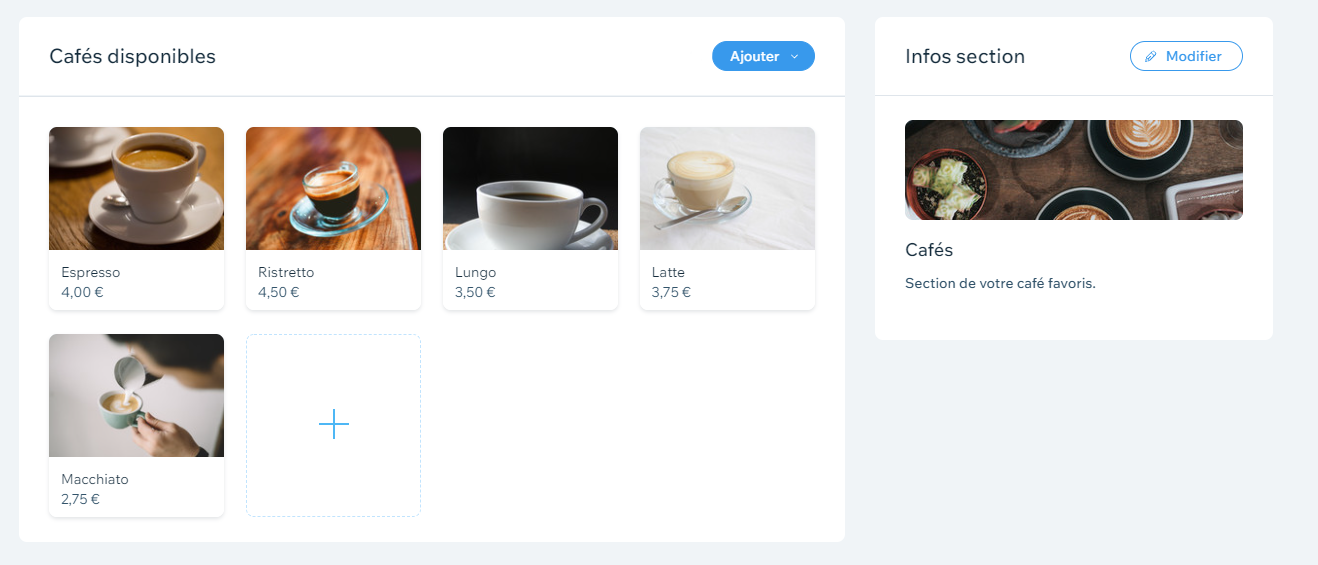 Cafés disponibles
Ajouter
Espresso
4,00 €
Ristretto
4,50 €
Lungo
3,50 €
Latte
3,75 €
Macchiato
2,75 €
Infos section
Modifier
Cafés
Section de votre café favoris.